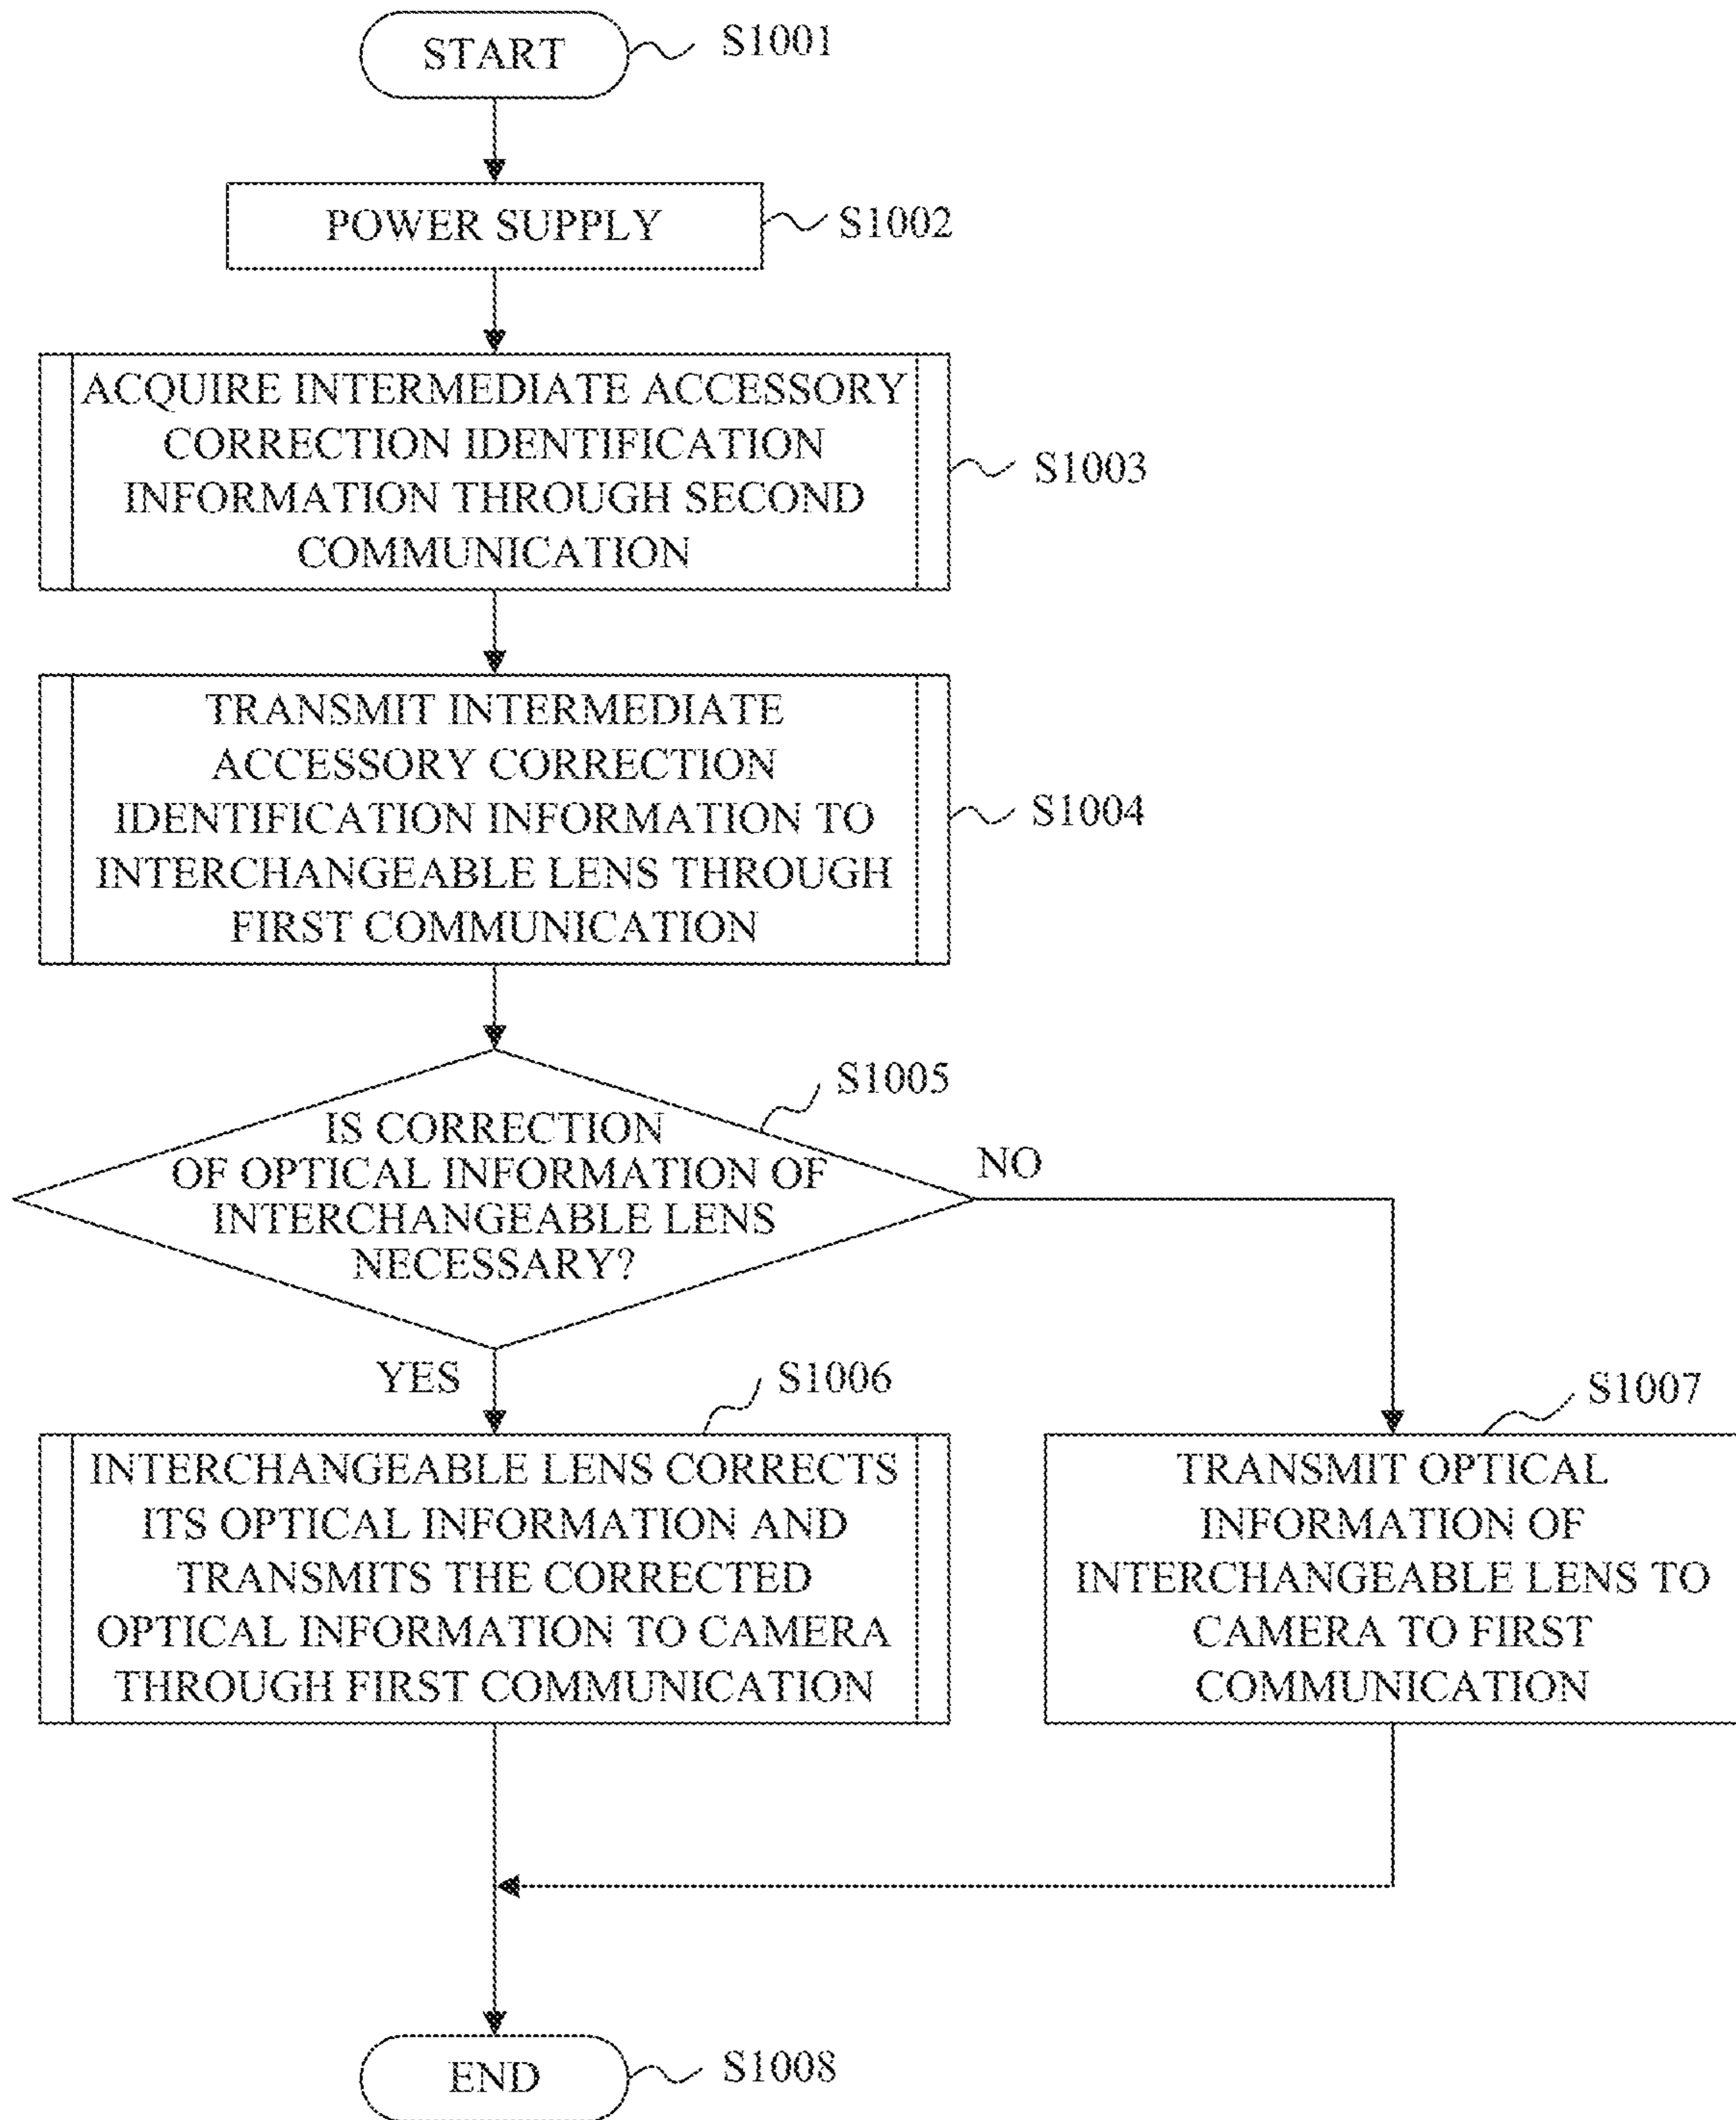 START
S1001
POWER SUPPLY
S1002
ACQUIRE INTERMEDIATE ACCESSORY
CORRECTION IDENTIFICATION
INFORMATION THROUGH SECOND
COMMUNICATION
S1003
TRANSMIT INTERMEDIATE
ACCESSORY CORRECTION
IDENTIFICATION INFORMATION TO
INTERCHANGEABLE LENS THROUGH
FIRST COMMUNICATION
S1004
S1005
IS CORRECTION
OF OPTICAL INFORMATION OF
INTERCHANGEABLE LENS
NECESSARY?
NO
YES
S1006
INTERCHANGEABLE LENS CORRECTS
ITS OPTICAL INFORMATION AND
TRANSMITS THE CORRECTED
OPTICAL INFORMATION TO CAMERA
THROUGH FIRST COMMUNICATION
S1007
TRANSMIT OPTICAL
INFORMATION OF
INTERCHANGEABLE LENS TO
CAMERA TO FIRST
COMMUNICATION
END
S1008